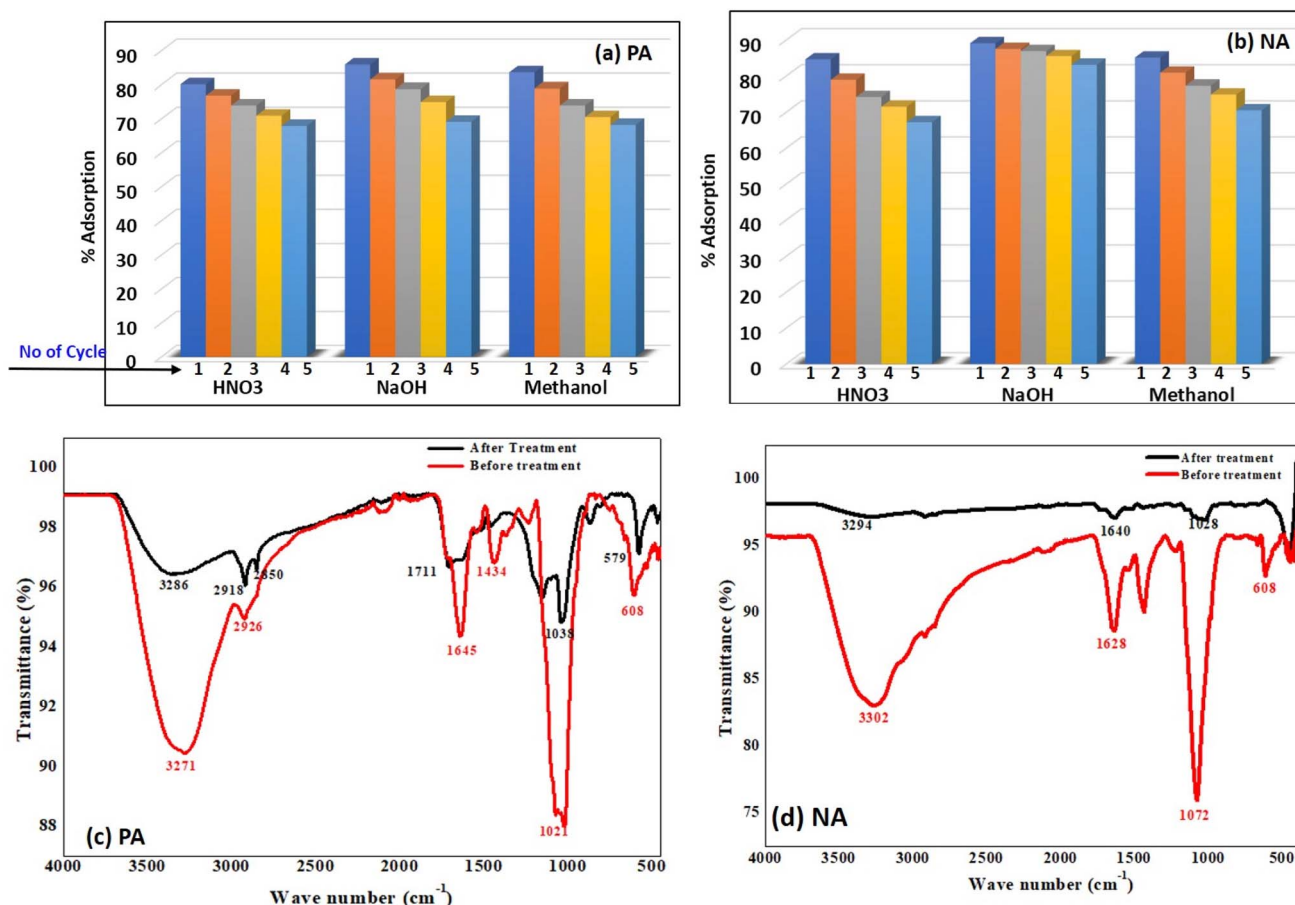 (a) PA
90
80
70
60
50
40
30
20
10
0
% Adsorption
No of Cycle
1 2 3 4 5 1 2 3 4 5 1 2 3 4 5
HNO3 NaOH Methanol
(b) NA
90
80
70
60
50
40
30
20
10
0
% Adsorption
1 2 3 4 5 1 2 3 4 5 1 2 3 4 5
HNO3 NaOH Methanol
After Treatment
Before treatment
100
98
96
94
92
90
88
Transmittance (%)
3286
2918
2850
1711
1434
579
2926
608
1038
1645
3271
1021
(c) PA
4000 3000 2000 1000 500
Wave number (cm-1)
After treatment
Before treatment
100
95
90
85
80
75
Transmittance (%)
3294
1640
1028
608
1628
3302
1072
(d) NA
4000 3000 2000 1500 1000 500
Wave number (cm-1)